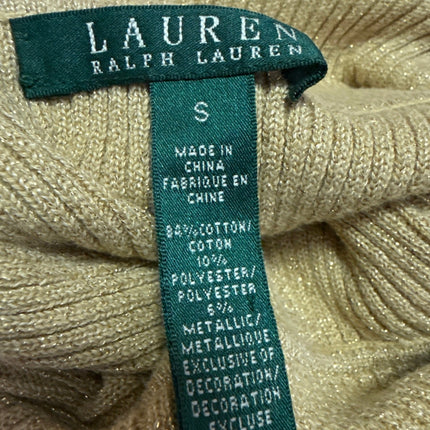 LAUREN
RALPH LAUREN
S
MADE IN
CHINA
FABRIQUE EN
CHINE
84%COTTON/
COTON
10%
POLYESTER/
POLYESTER
6%
METALLIC/
METALLIQUE
EXCLUSIVE OF
DECORATION/
DECORATION
EXCLUSE